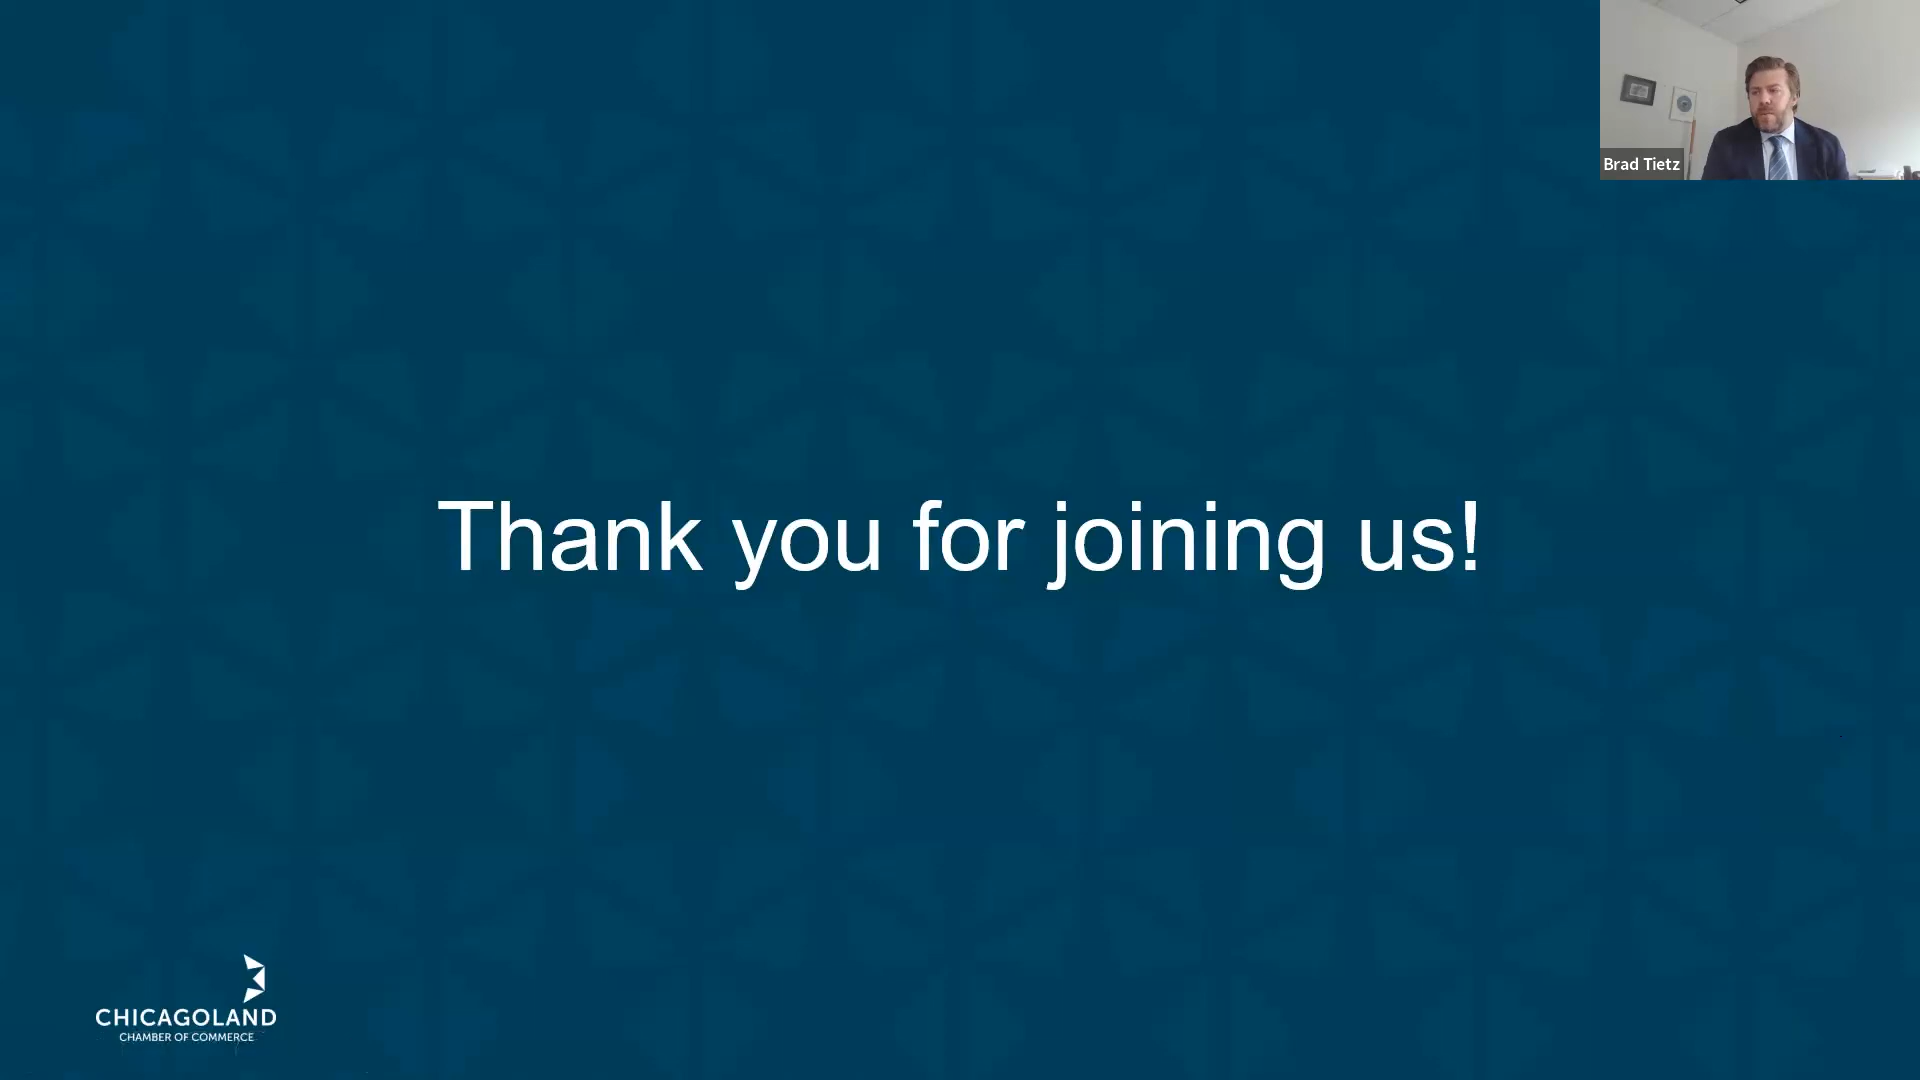 Brad Tietz
Thank you for joining us!
CHICAGOLAND
CHAMBER OF COMMERCE